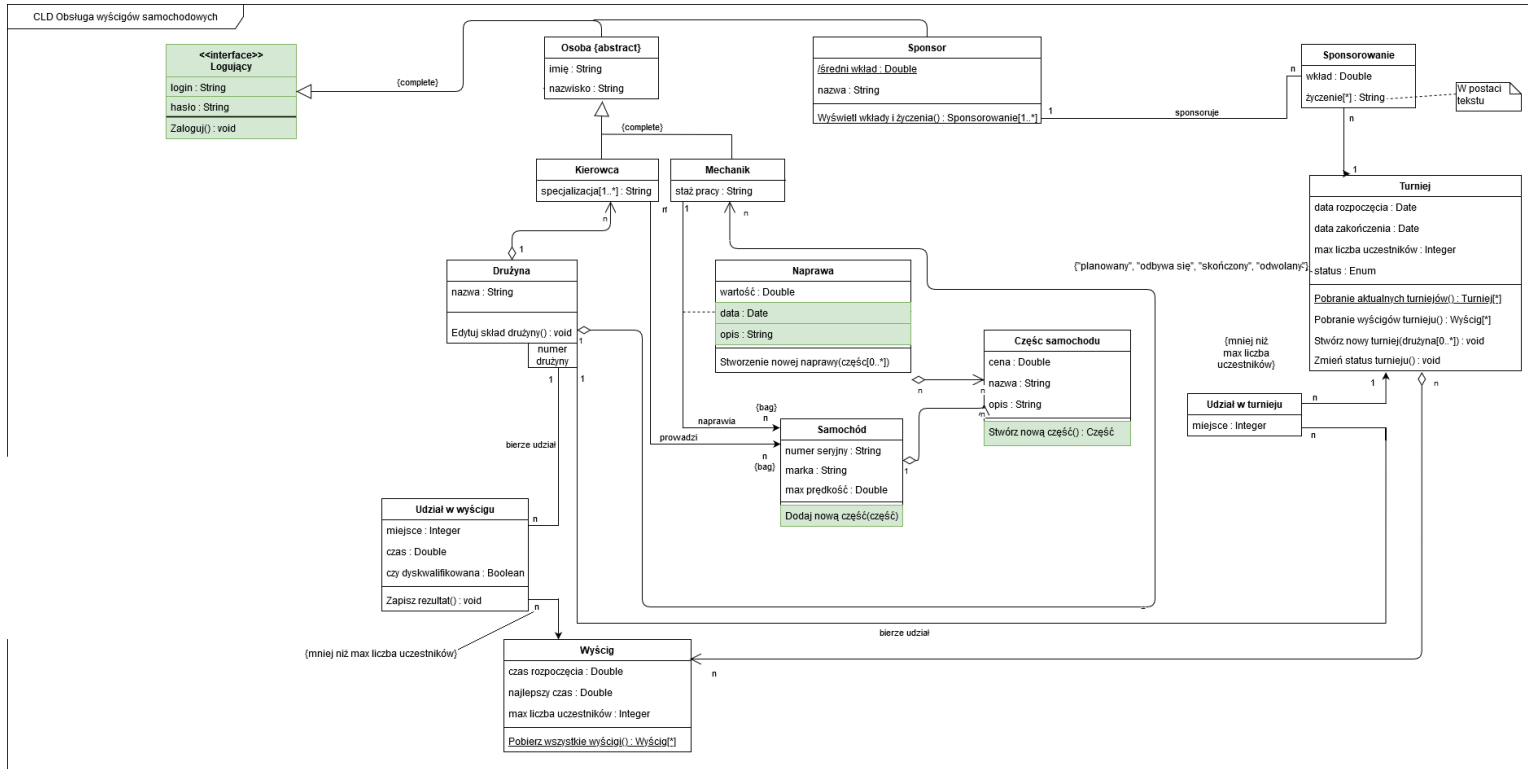 CLD Obsługa wyścigów samochodowych
<<interface>>
Logujący
login : String
hasło : String
Zaloguj() : void
{complete}
Osoba {abstract}
imię : String
nazwisko : String
{complete}
Sponsor
/średni wkład : Double
nazwa : String
Wyświetl wkłady i życzenia() : Sponsorowanie[1..*]
1
sponsoruje
n
Sponsorowanie
wkład : Double
życzenie[*] : String
W postaci
tekstu
n
1
Kierowca
specjalizacja[1..*] : String
n
Mechanik
staż pracy : String
1
n
1
Drużyna
nazwa : String
Edytuj skład drużyny() : void
1
numer
drużyny
1
1
Naprawa
wartość : Double
data : Date
opis : String
Stworzenie nowej naprawy(częśc[0..*])
n
n
Częśc samochodu
cena : Double
nazwa : String
opis : String
Stwórz nową część() : Część
n
Turniej
data rozpoczęcia : Date
data zakończenia : Date
max liczba uczestników : Integer
status : Enum
{"planowany", "odbywa się", "skończony", "odwolany"}
Pobranie aktualnych turniejów() : Turniej[*]
Pobranie wyścigów turnieju() : Wyścig[*]
Stwórz nowy turniej(drużyna[0..*]) : void
Zmień status turnieju() : void
{mniej niż
max liczba
uczestników}
1
n
Udział w turnieju
miejsce : Integer
n
n
{bag}
n
naprawia
prowadzi
n
{bag}
Samochód
numer seryjny : String
marka : String
max prędkość : Double
Dodaj nową część(część)
1
bierze udział
Udział w wyścigu
miejsce : Integer
czas : Double
czy dyskwalifikowana : Boolean
Zapisz rezultat() : void
n
n
{mniej niż max liczba uczestników}
bierze udział
Wyścig
czas rozpoczęcia : Double
najlepszy czas : Double
max liczba uczestników : Integer
Pobierz wszystkie wyścigi() : Wyścig[*]
n